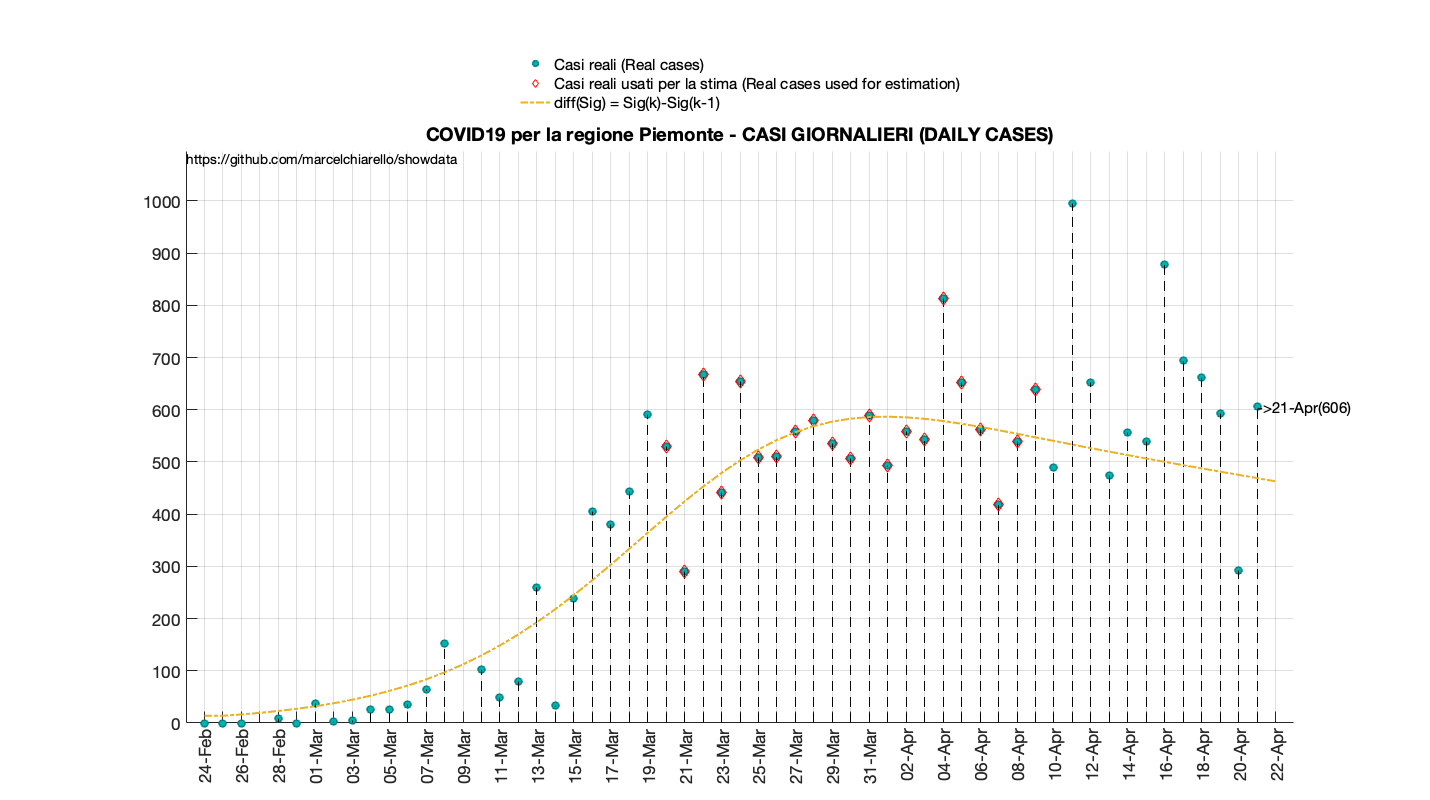 Casi reali (Real cases)
Casi reali usati per la stima (Real cases used for estimation)
diff(Sig) = Sig(k)-Sig(k-1)
COVID19 per la regione Piemonte - CASI GIORNALIERI (DAILY CASES)
https://github.com/marcelchiarello/showdata
1000
900
800
700
600
500
400
300
200
100
0
->21-Apr(606)
24-Feb
26-Feb
28-Feb
01-Mar
03-Mar
05-Mar
07-Mar
09-Mar
11-Mar
13-Mar
15-Mar
17-Mar
19-Mar
21-Mar
23-Mar
25-Mar
27-Mar
29-Mar
31-Mar
02-Apr
04-Apr
06-Apr
08-Apr
10-Apr
12-Apr
14-Apr
16-Apr
18-Apr
20-Apr
22-Apr